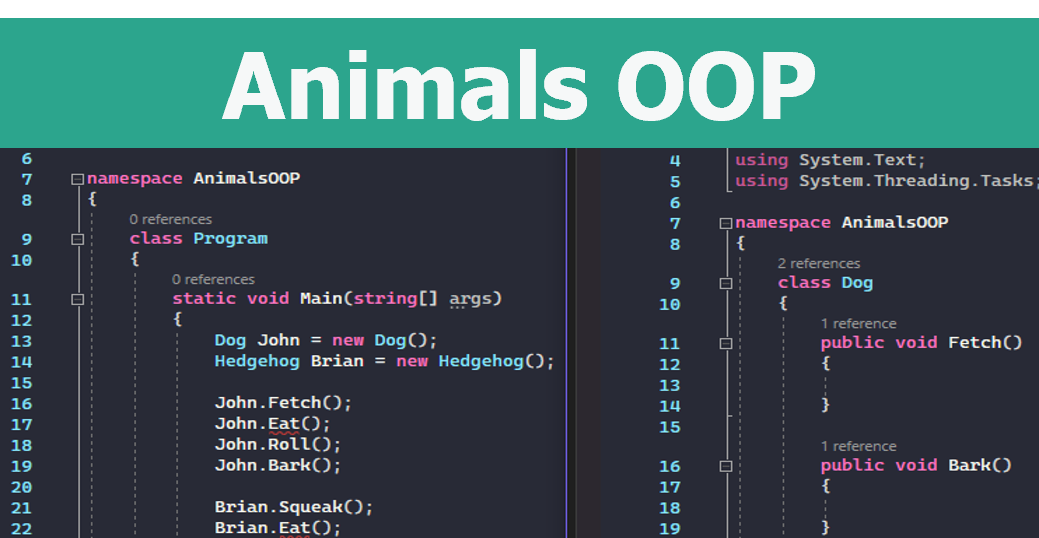 Animals OOP
6
7 namespace AnimalsOOP
8 {
0 references
9 class Program
10 {
0 references
11 static void Main(string[] args)
12 {
13 Dog John = new Dog();
14 Hedgehog Brian = new Hedgehog();
15
16 John.Fetch();
17 John.Eat();
18 John.Roll();
19 John.Bark();
20
21 Brian.Squeak();
22 Brian.Eat();
4 using System.Text;
5 using System.Threading.Tasks;
6
7 namespace AnimalsOOP
8 {
2 references
9 class Dog
10 {
1 reference
11 public void Fetch()
12 {
13
14 }
15
1 reference
16 public void Bark()
17 {
18
19 }